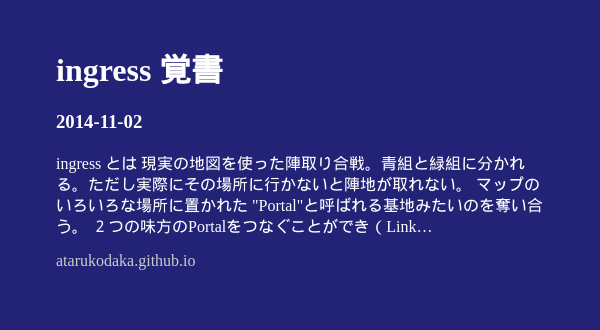 ingress 覚書
2014-11-02
ingress とは 現実の地図を使った陣取り合戦。青組と緑組に分かれ
る。ただし実際にその場所に行かないと陣地が取れない。 マップの
いろいろな場所に置かれた "Portal"と呼ばれる基地みたいのを奪い合
う。 ２つの味方のPortalをつなぐことができ ( Link…
atarukodaka.github.io